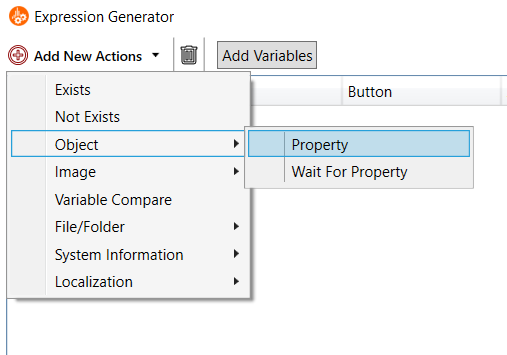 Expression Generator
Add New Actions
Add Variables
Exists
Button
Not Exists
Object
Property
Image
Wait For Property
Variable Compare
File/Folder
System Information
Localization